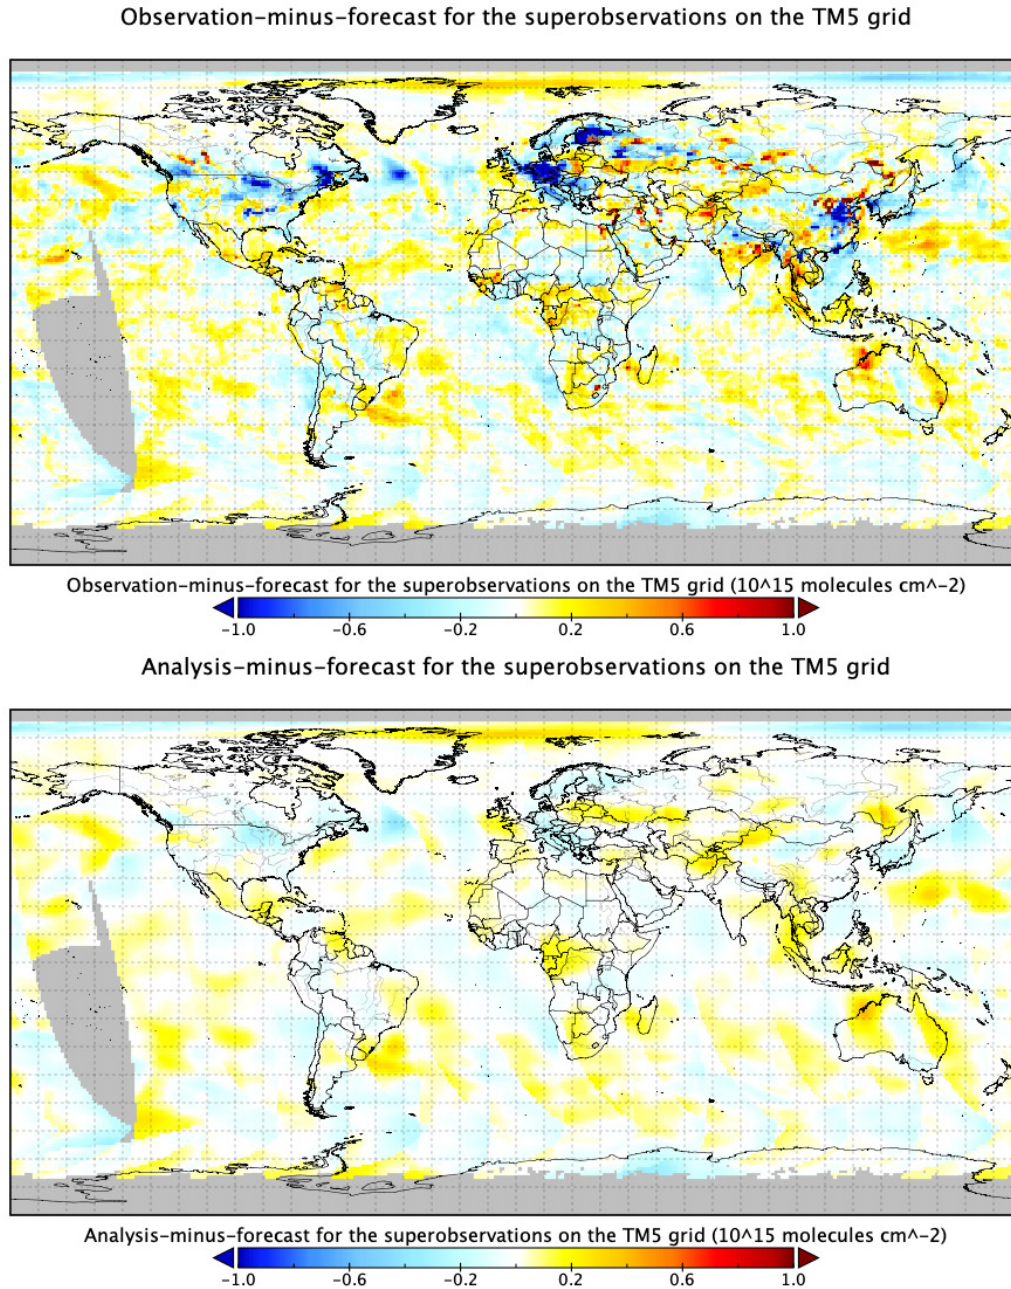 Observation-minus-forecast for the superobservations on the TM5 grid
Observation-minus-forecast for the superobservations on the TM5 grid (10^15 molecules cm^-2)
-1.0 -0.6 -0.2 0.2 0.6 1.0
Analysis-minus-forecast for the superobservations on the TM5 grid
Analysis-minus-forecast for the superobservations on the TM5 grid (10^15 molecules cm^-2)
-1.0 -0.6 -0.2 0.2 0.6 1.0